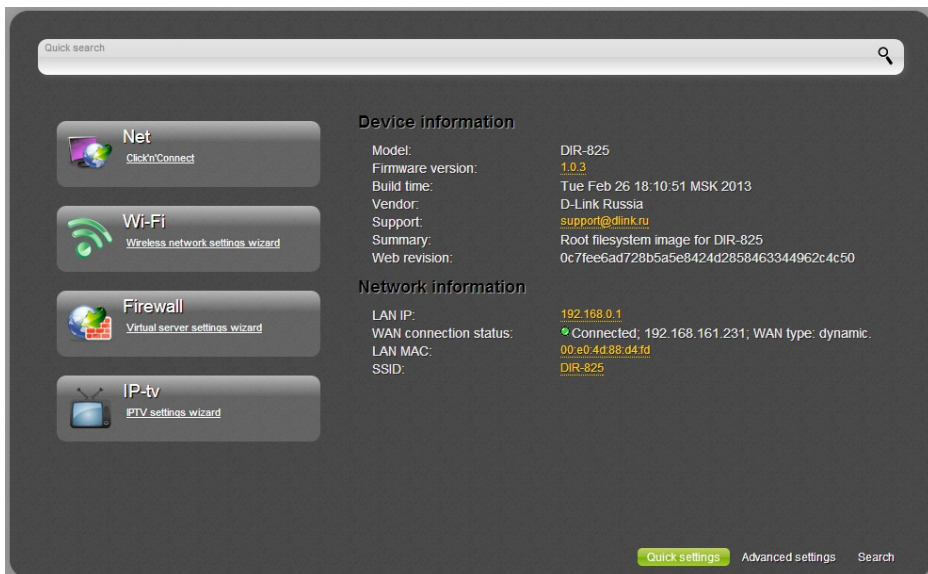 Quick search
Net
Click'n'Connect
Wi-Fi
Wireless network settings wizard
Firewall
Virtual server settings wizard
IP-tv
IPTV settings wizard
Device information
Model: DIR-825
Firmware version: 1.0.3
Build time: Tue Feb 26 18:10:51 MSK 2013
Vendor: D-Link Russia
Support: support@dlink.ru
Summary: Root filesystem image for DIR-825
Web revision: 0c7fee6ad728b5a5e8424d2858463344962c4c50
Network information
LAN IP: 192.168.0.1
WAN connection status: Connected; 192.168.161.231; WAN type: dynamic.
LAN MAC: 00:e0:4d:88:d4:fd
SSID: DIR-825
Quick settings Advanced settings Search